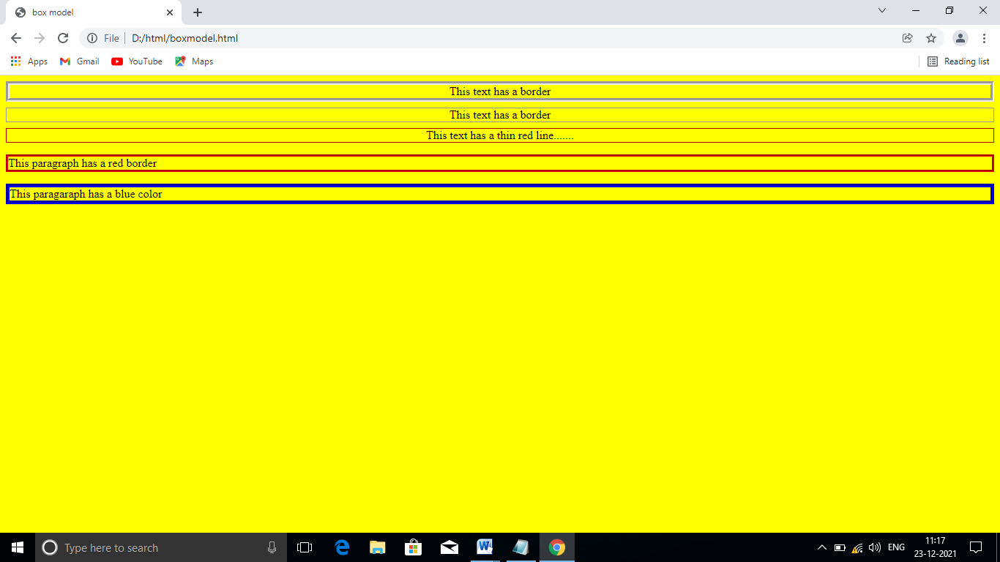 box model
File D:/html/boxmodel.html
Apps Gmail YouTube Maps Reading list
This text has a border
This text has a border
This text has a thin red line.......
This paragraph has a red border
This paragaraph has a blue color
Type here to search
ENG
11:17
23-12-2021